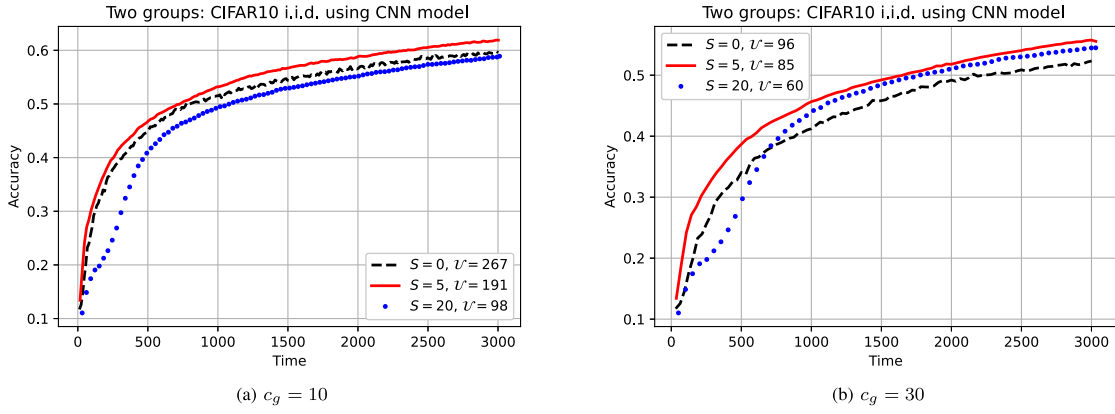 Two groups: CIFAR10 i.i.d. using CNN model
0.6
0.5
0.4
0.3
0.2
0.1
Accuracy
S = 0, 𝒰 = 267
S = 5, 𝒰 = 191
S = 20, 𝒰 = 98
0 500 1000 1500 2000 2500 3000
Time
(a) c_g = 10
Two groups: CIFAR10 i.i.d. using CNN model
S = 0, 𝒰 = 96
S = 5, 𝒰 = 85
S = 20, 𝒰 = 60
0.5
0.4
0.3
0.2
0.1
Accuracy
0 500 1000 1500 2000 2500 3000
Time
(b) c_g = 30